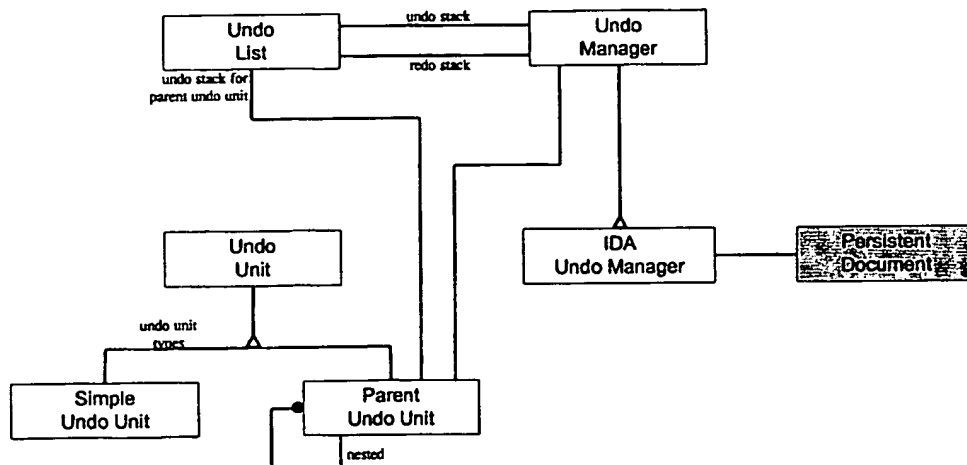 undo stack
Undo
List
Undo
Manager
redo stack
undo stack for
parent undo unit
Undo
Unit
IDA
Undo Manager
Persistent
Document
undo unit
types
Simple
Undo Unit
Parent
Undo Unit
nested